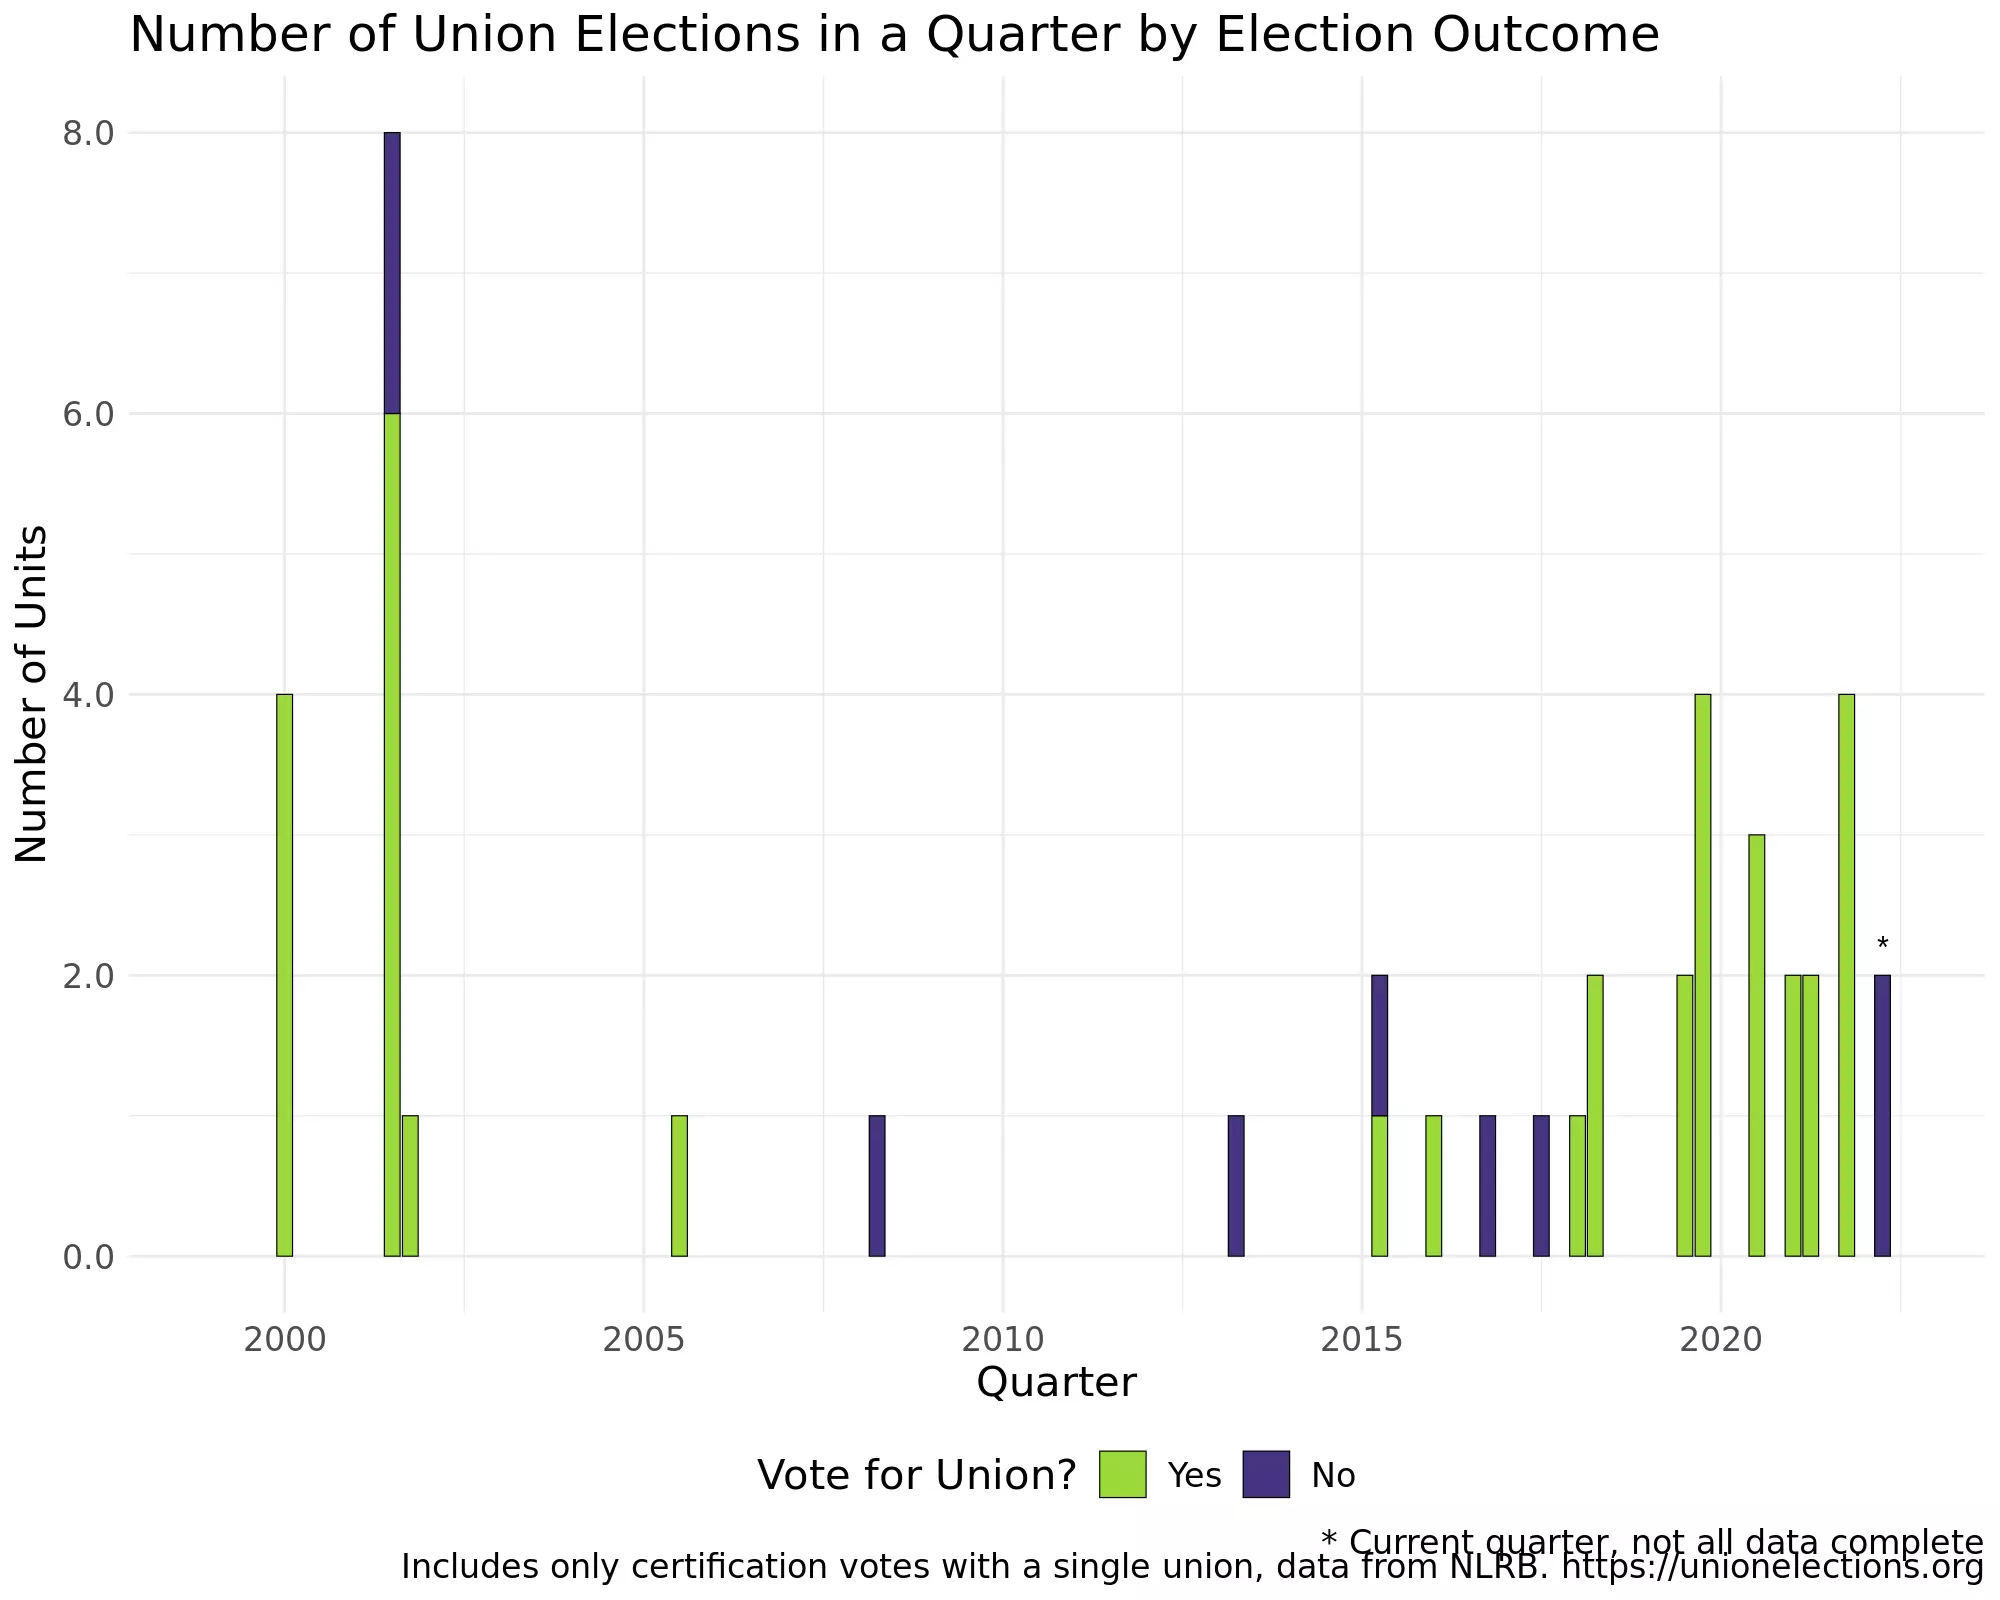 Number of Union Elections in a Quarter by Election Outcome
Number of Units
8.0
6.0
4.0
2.0
0.0
*
2000 2005 2010 2015 2020
Quarter
Vote for Union? Yes No
* Current quarter, not all data complete
Includes only certification votes with a single union, data from NLRB. https://unionelections.org